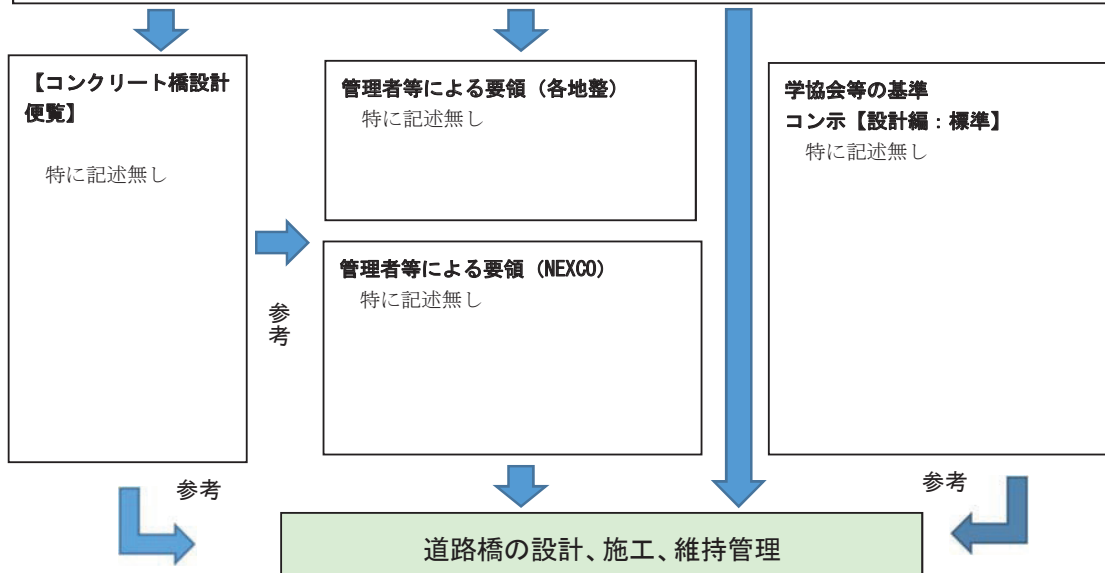 【コンクリート橋設計
便覧】
特に記述無し
管理者等による要領（各地整）
特に記述無し
管理者等による要領（NEXCO）
特に記述無し
学協会等の基準
コン示【設計編：標準】
特に記述無し
参考
参考
参考
道路橋の設計、施工、維持管理